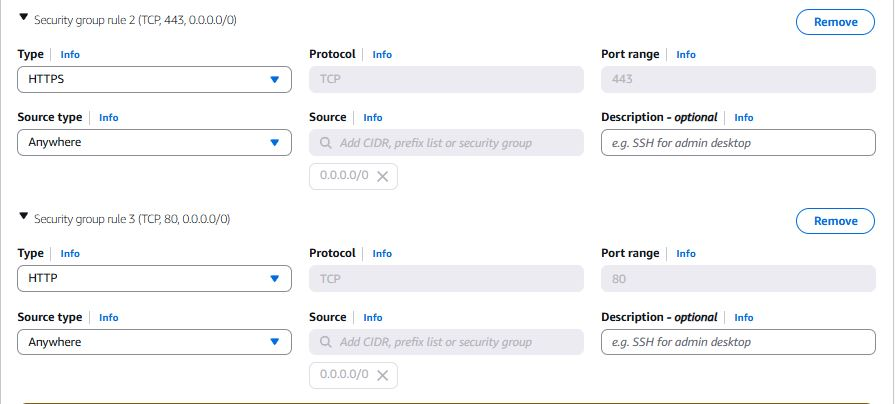 Security group rule 2 (TCP, 443, 0.0.0.0/0) Remove
Type Info Protocol Info Port range Info
HTTPS TCP 443
Source type Info Source Info Description - optional Info
Anywhere Add CIDR, prefix list or security group e.g. SSH for admin desktop
0.0.0.0/0
Security group rule 3 (TCP, 80, 0.0.0.0/0) Remove
Type Info Protocol Info Port range Info
HTTP TCP 80
Source type Info Source Info Description - optional Info
Anywhere Add CIDR, prefix list or security group e.g. SSH for admin desktop
0.0.0.0/0